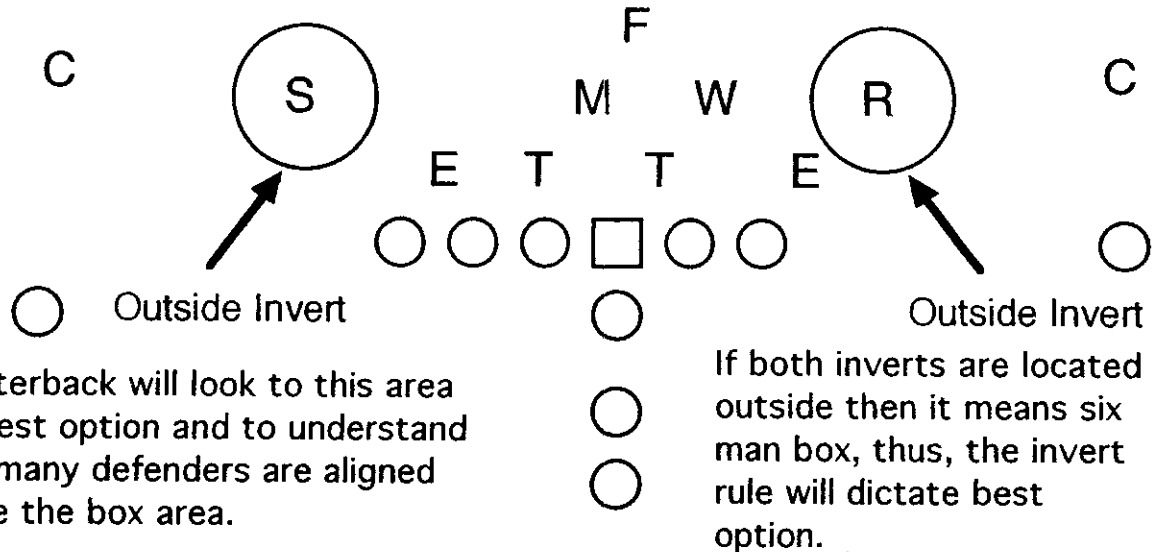 F
C S M W R C
E T T E
Outside Invert
Outside Invert
terback will look to this area
est option and to understand
many defenders are aligned
e the box area.
If both inverts are located
outside then it means six
man box, thus, the invert
rule will dictate best
option.